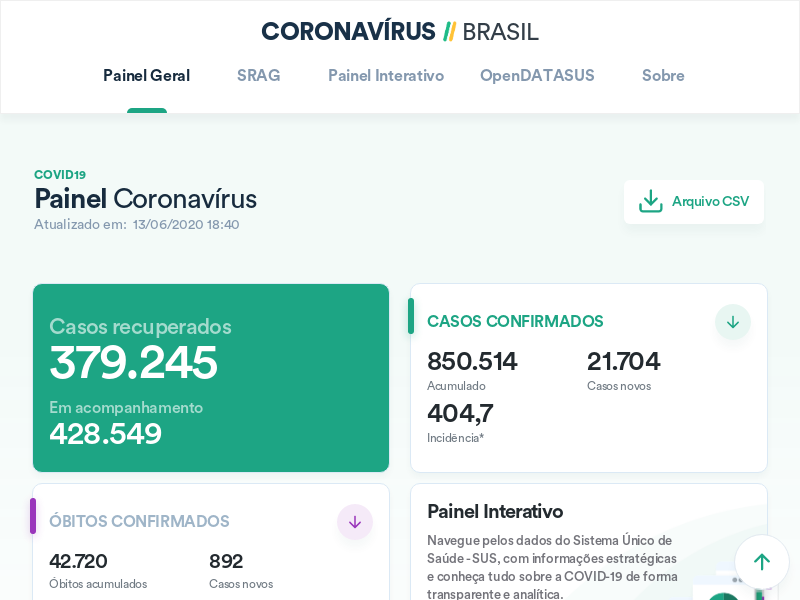 CORONAVÍRUS // BRASIL
Painel Geral SRAG Painel Interativo OpenDATASUS Sobre
COVID19
Painel Coronavírus
Atualizado em: 13/06/2020 18:40
Arquivo CSV
Casos recuperados
379.245
Em acompanhamento
428.549
CASOS CONFIRMADOS
850.514 21.704
Acumulado Casos novos
404,7
Incidência*
ÓBITOS CONFIRMADOS
42.720 892
Óbitos acumulados Casos novos
Painel Interativo
Navegue pelos dados do Sistema Único de
Saúde - SUS, com informações estratégicas
e conheça tudo sobre a COVID-19 de forma
transparente e analítica.